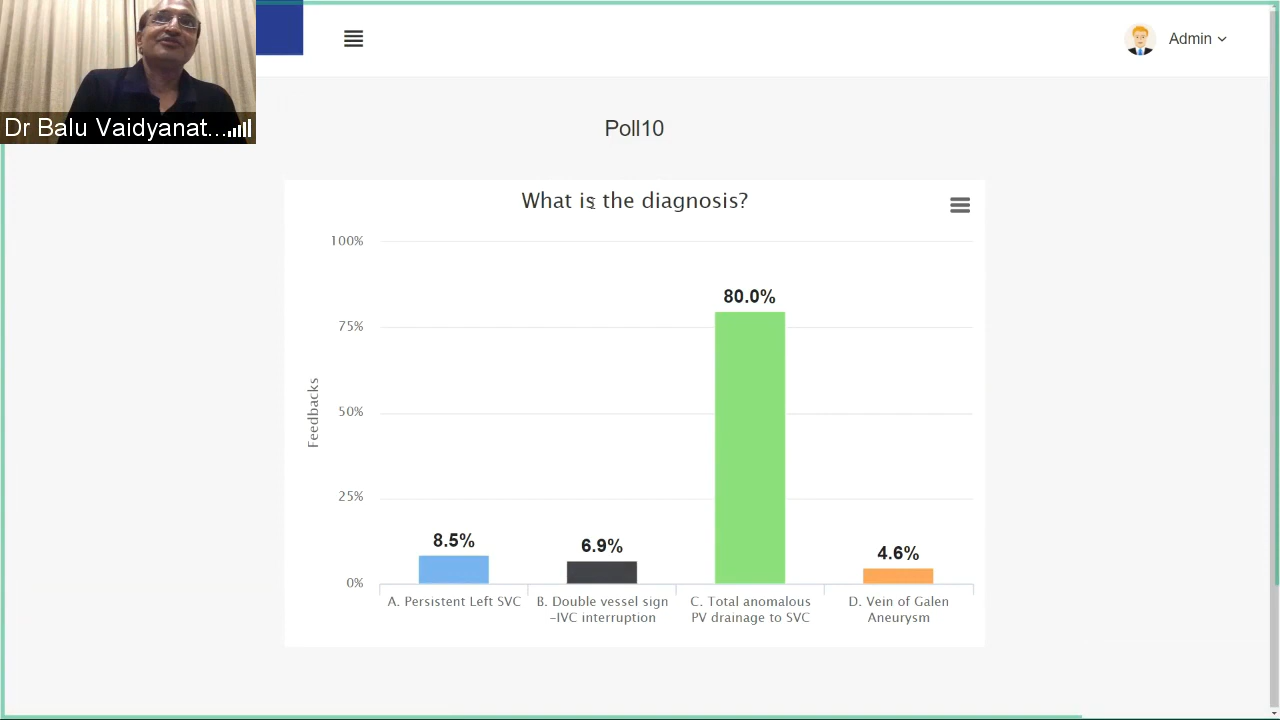 Admin
Dr Balu Vaidyanat...
Poll10
What is the diagnosis?
100%
75%
50%
25%
0%
Feedbacks
8.5%
6.9%
80.0%
4.6%
A. Persistent Left SVC
B. Double vessel sign
-IVC interruption
C. Total anomalous
PV drainage to SVC
D. Vein of Galen
Aneurysm